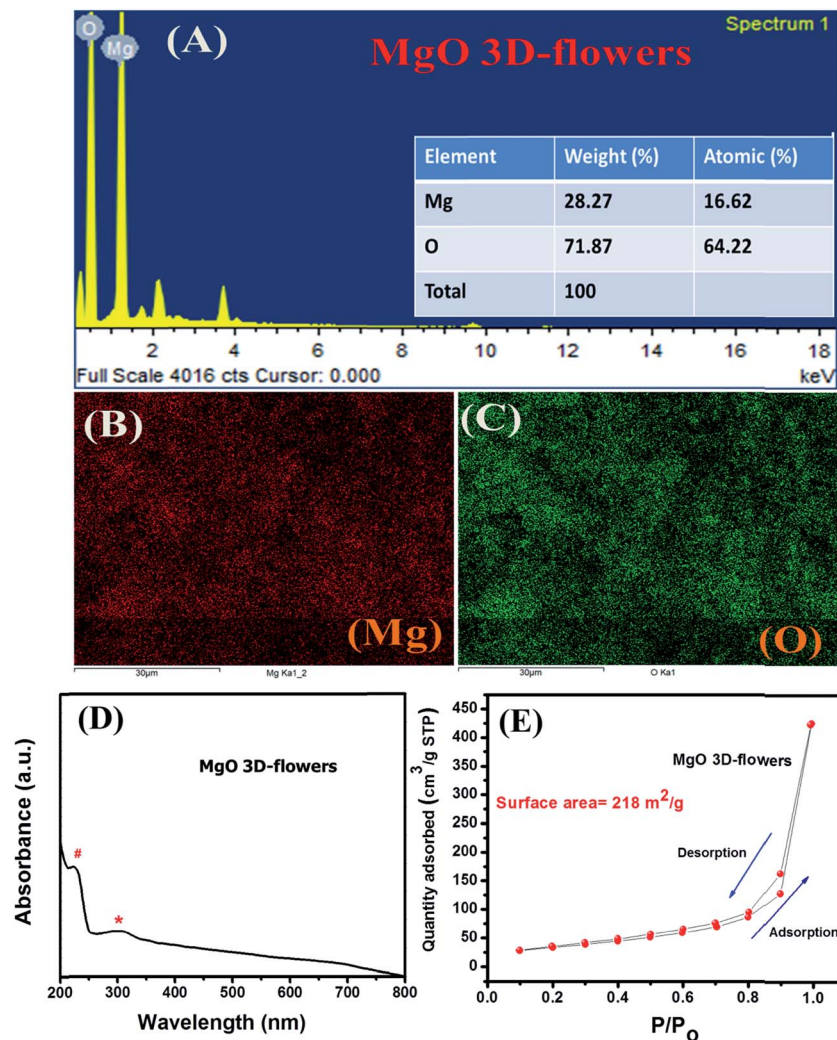 O
Mg
(A)
MgO 3D-flowers
Spectrum 1
Element Weight (%) Atomic (%)
Mg 28.27 16.62
O 71.87 64.22
Total 100
2 4 6 8 10 12 14 16 18
Full Scale 4016 cts Cursor: 0.000 keV
(B)
(Mg)
30µm
Mg Ka1_2
(C)
(O)
30µm
O Ka1
(D)
MgO 3D-flowers
#
*
Absorbance (a.u.)
200 300 400 500 600 700 800
Wavelength (nm)
(E)
MgO 3D-flowers
Surface area= 218 m²/g
Desorption
Adsorption
Quantity adsorbed (cm³/g STP)
450
400
350
300
250
200
150
100
50
0
0.0 0.2 0.4 0.6 0.8 1.0
P/Po